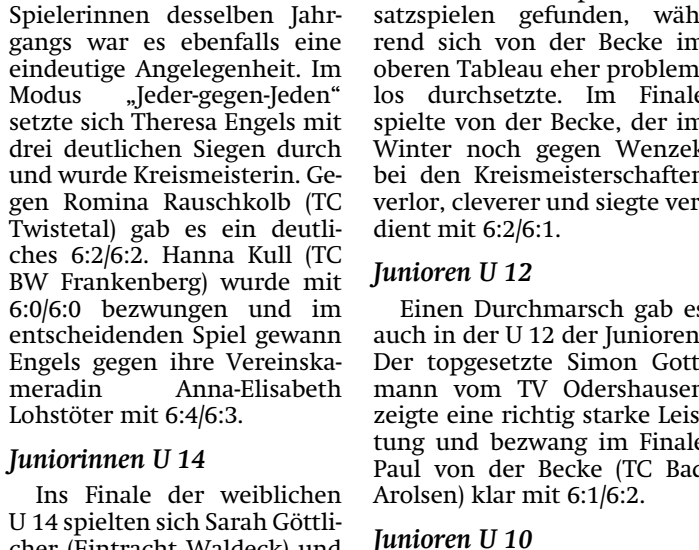 Spielerinnen desselben Jahr-
gangs war es ebenfalls eine
eindeutige Angelegenheit. Im
Modus „Jeder-gegen-Jeden“
setzte sich Theresa Engels mit
drei deutlichen Siegen durch
und wurde Kreismeisterin. Ge-
gen Romina Rauschkolb (TC
Twistetal) gab es ein deutli-
ches 6:2/6:2. Hanna Kull (TC
BW Frankenberg) wurde mit
6:0/6:0 bezwungen und im
entscheidenden Spiel gewann
Engels gegen ihre Vereinska-
meradin Anna-Elisabeth
Lohstöter mit 6:4/6:3.
Juniorinnen U 14
Ins Finale der weiblichen
U 14 spielten sich Sarah Göttli-
cher (Eintracht Waldeck) und
satzspielen gefunden, wäh
rend sich von der Becke im
oberen Tableau eher problem
los durchsetzte. Im Finale
spielte von der Becke, der im
Winter noch gegen Wenzek
bei den Kreismeisterschaften
verlor, cleverer und siegte ver
dient mit 6:2/6:1.
Junioren U 12
Einen Durchmarsch gab es
auch in der U 12 der Junioren
Der topgesetzte Simon Gott
mann vom TV Odershausen
zeigte eine richtig starke Leis
tung und bezwang im Finale
Paul von der Becke (TC Bad
Arolsen) klar mit 6:1/6:2.
Junioren U 10